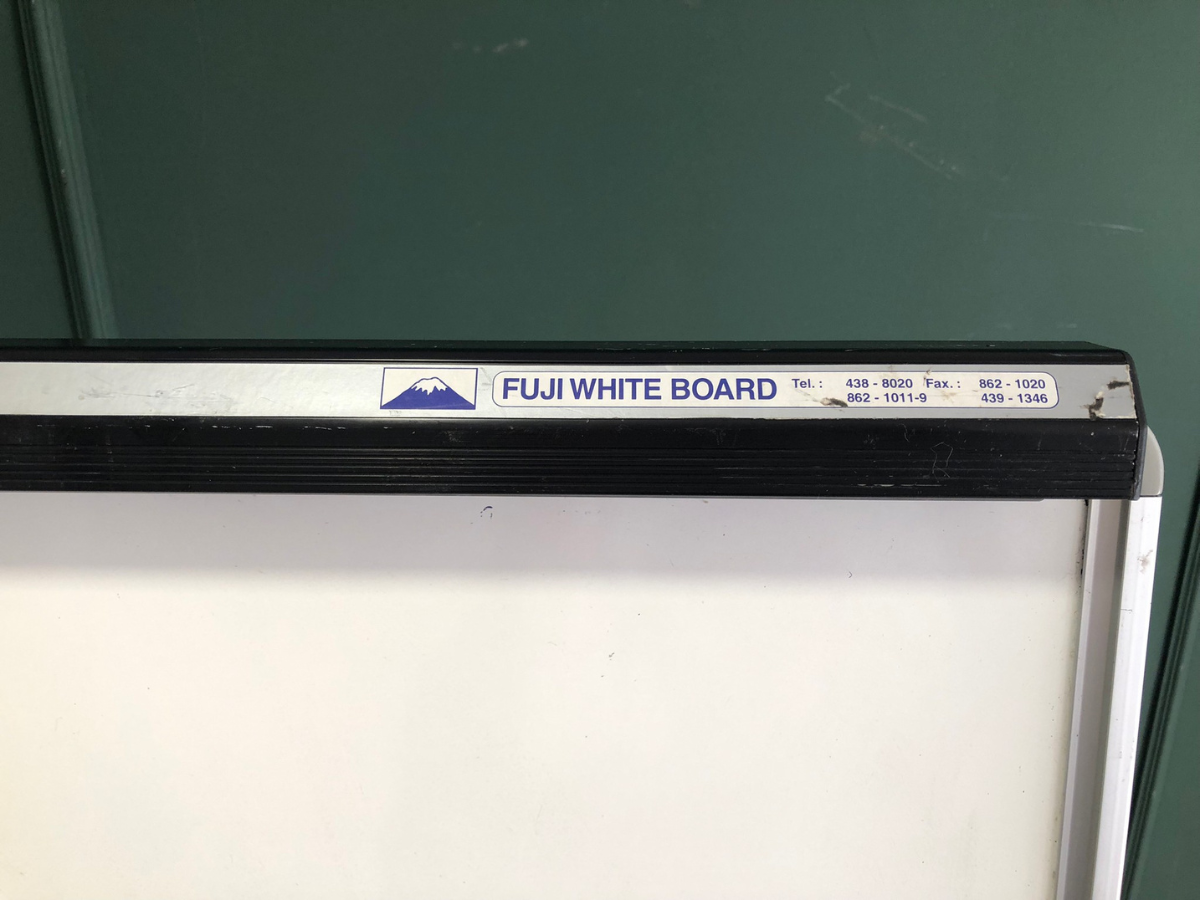 FUJI WHITE BOARD Tel. : 438 - 8020 Fax. : 862 - 1020
862 - 1011-9 439 - 1346